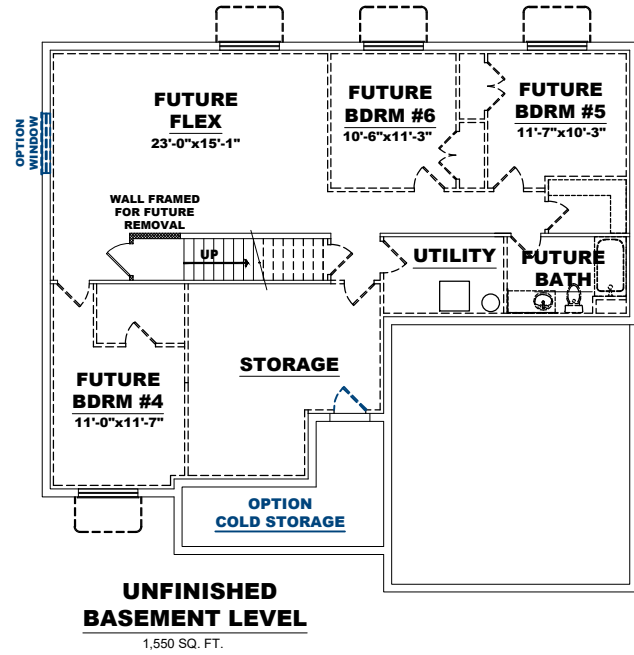 FUTURE
FLEX
23'-0"x15'-1"
FUTURE
BDRM #6
10'-6"x11'-3"
FUTURE
BDRM #5
11'-7"x10'-3"
OPTION
WINDOW
WALL FRAMED
FOR FUTURE
REMOVAL
UP
UTILITY
FUTURE
BATH
STORAGE
FUTURE
BDRM #4
11'-0"x11'-7"
OPTION
COLD STORAGE
UNFINISHED
BASEMENT LEVEL
1,550 SQ. FT.